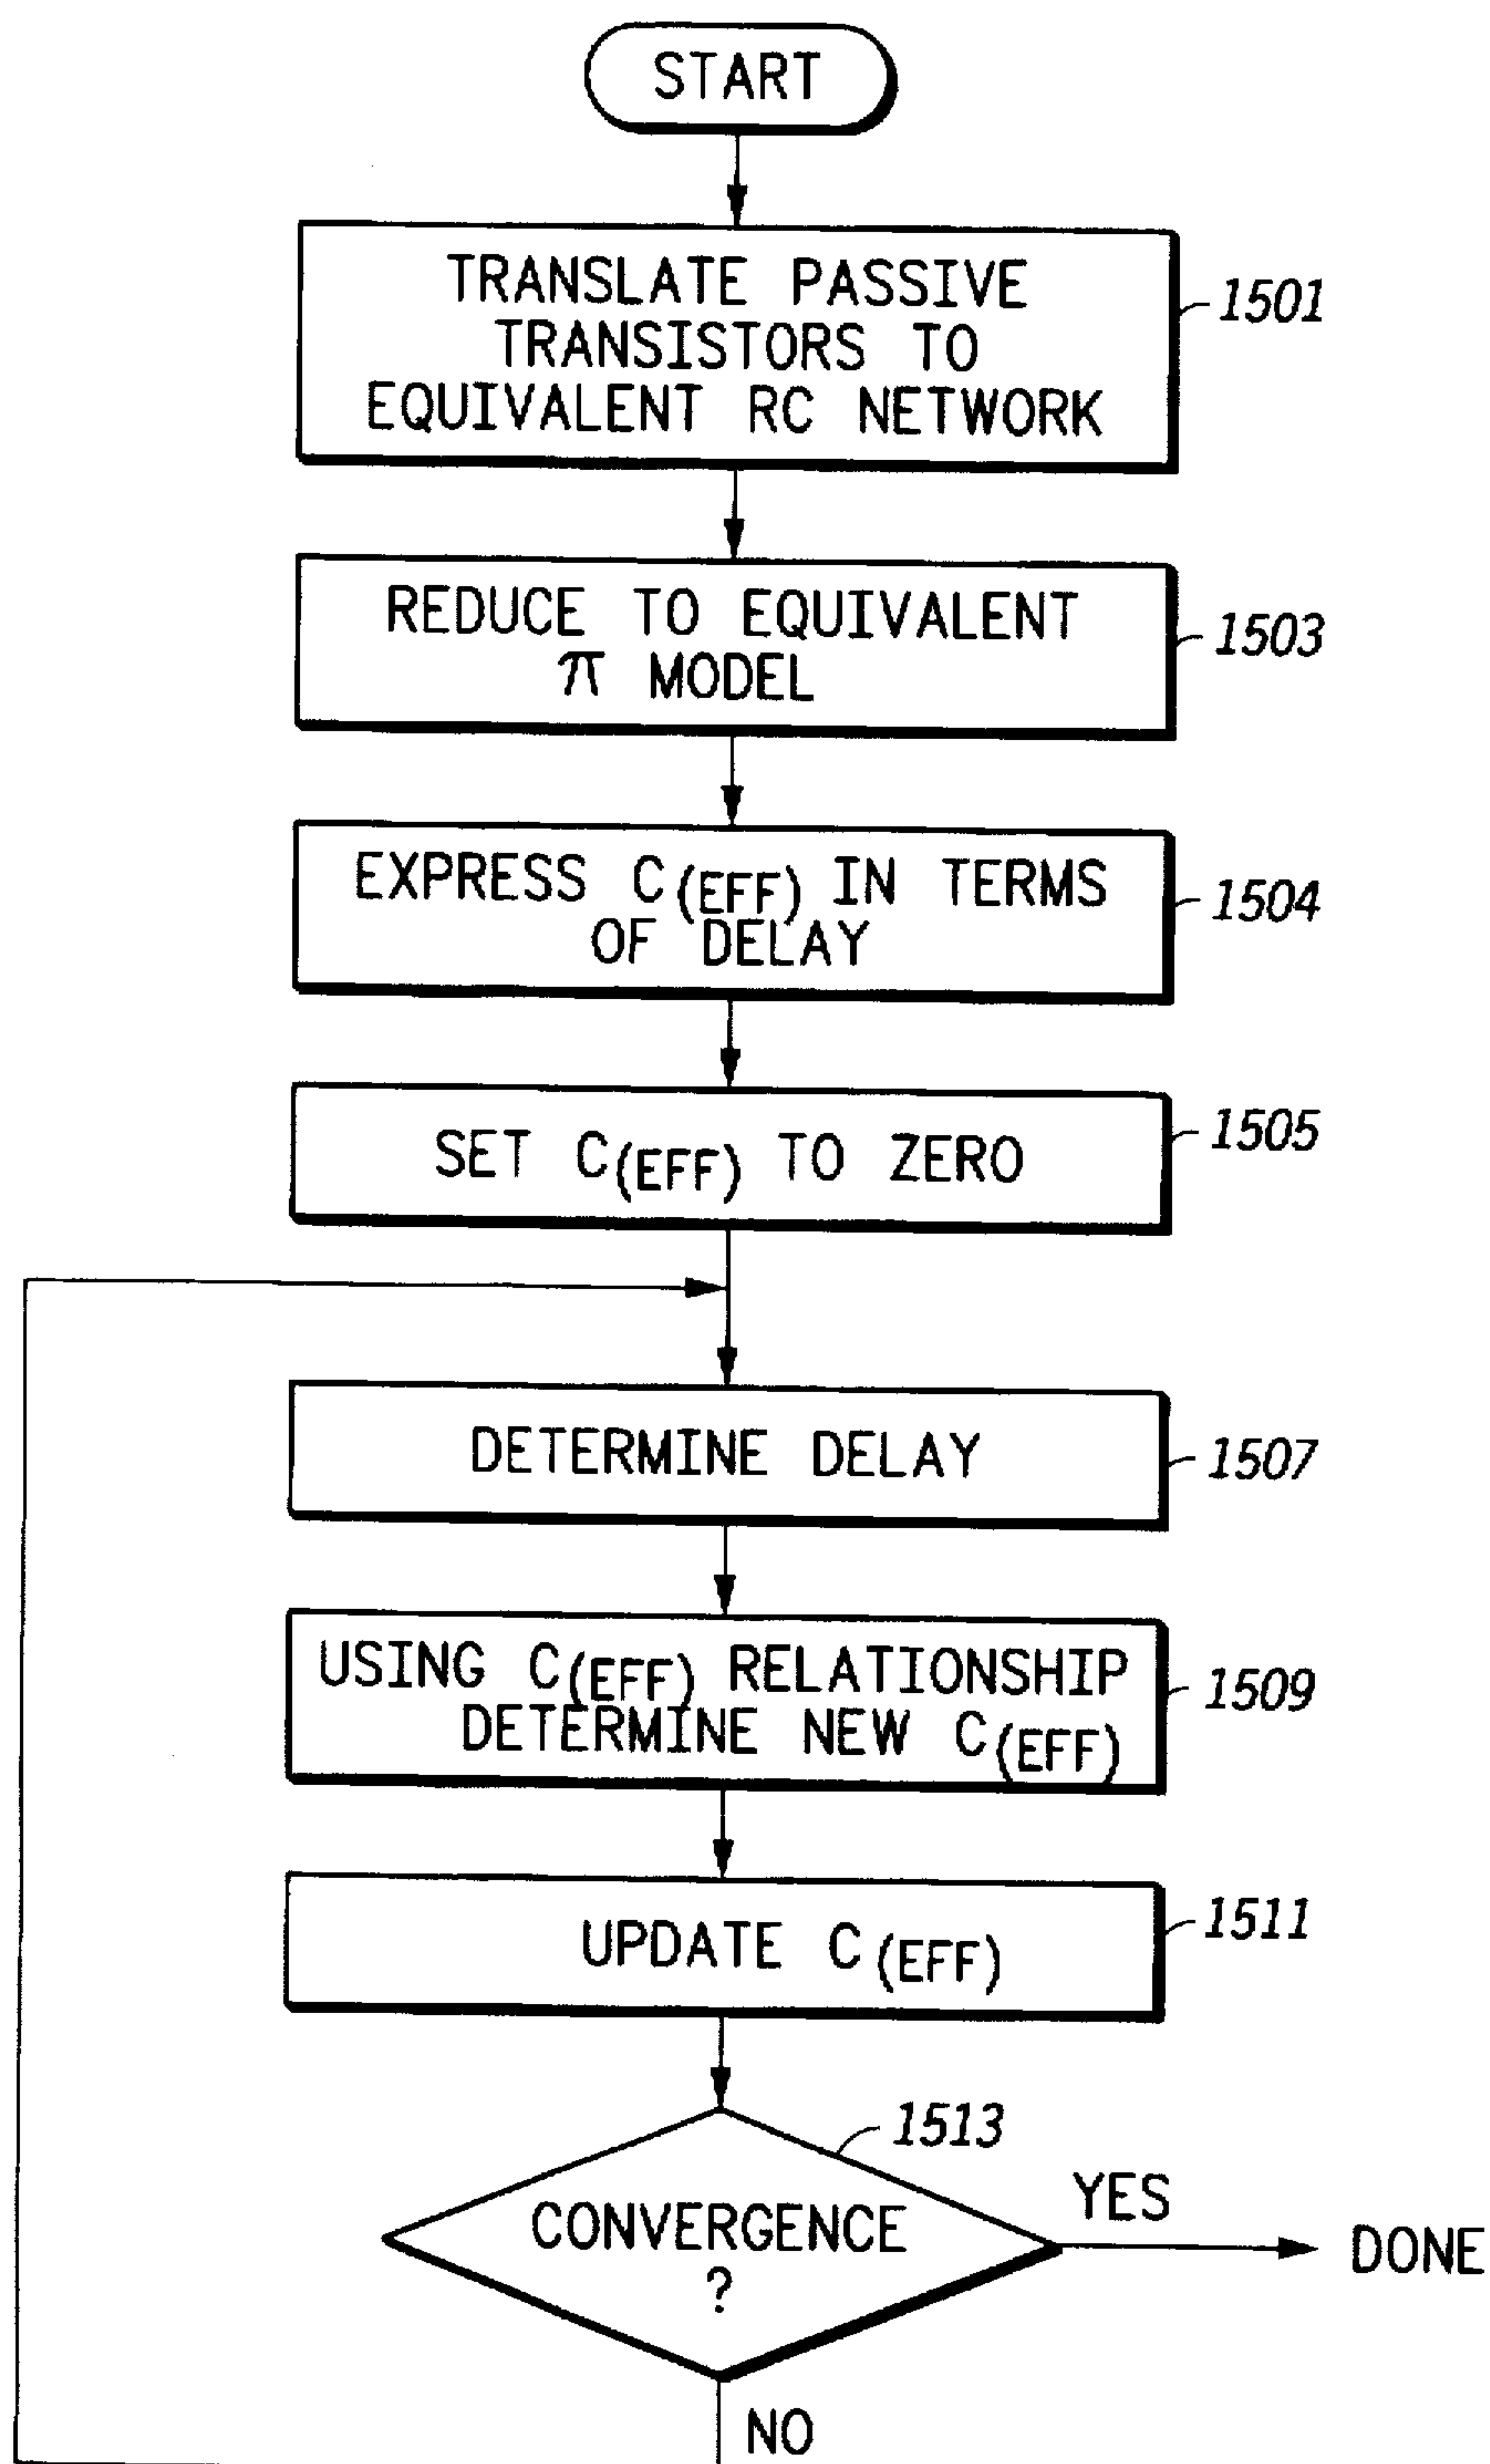 START
TRANSLATE PASSIVE
TRANSISTORS TO
EQUIVALENT RC NETWORK
1501
REDUCE TO EQUIVALENT
π MODEL
1503
EXPRESS C(EFF) IN TERMS
OF DELAY
1504
SET C(EFF) TO ZERO
1505
DETERMINE DELAY
1507
USING C(EFF) RELATIONSHIP
DETERMINE NEW C(EFF)
1509
UPDATE C(EFF)
1511
1513
CONVERGENCE
?
YES
DONE
NO